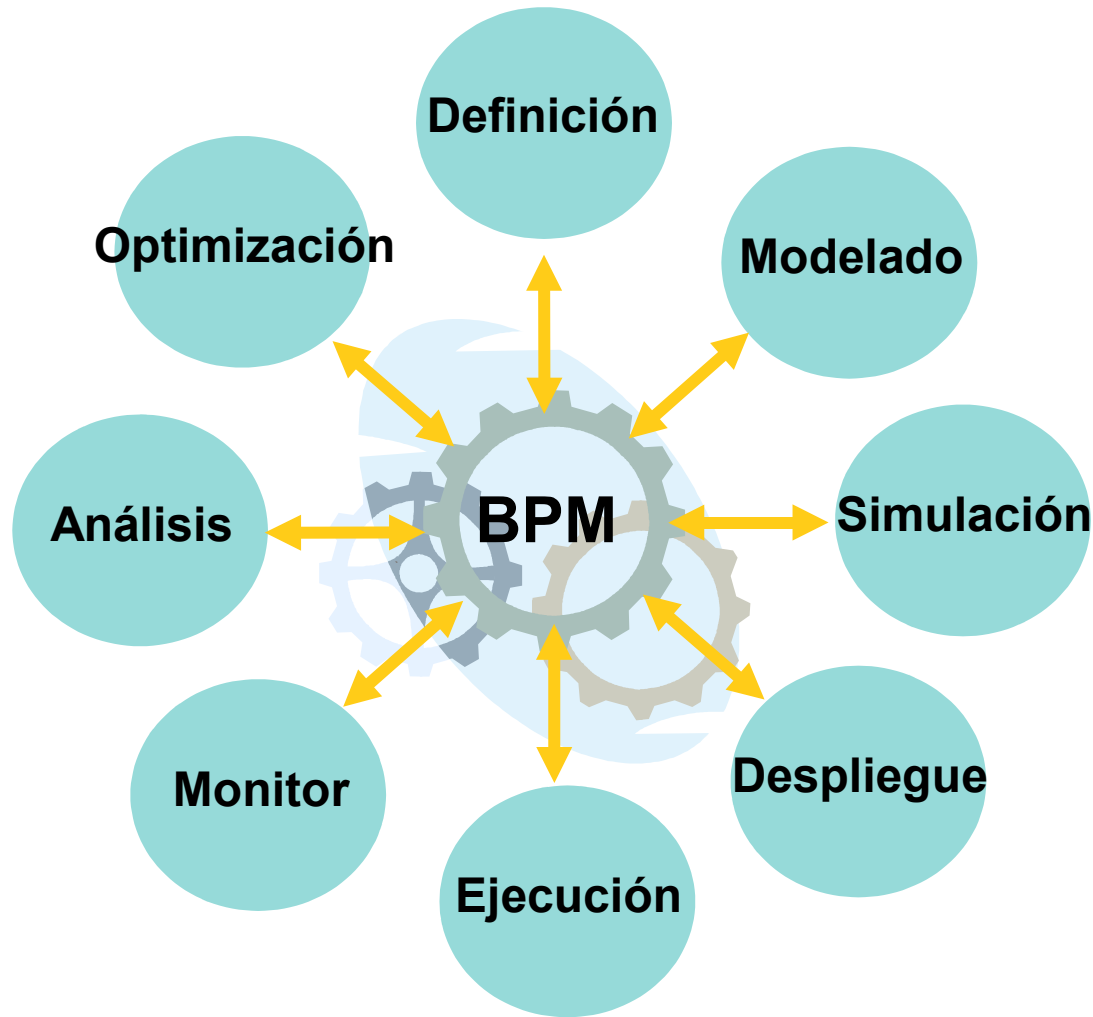 Definición
Optimización
Modelado
Análisis
BPM
Simulación
Monitor
Despliegue
Ejecución